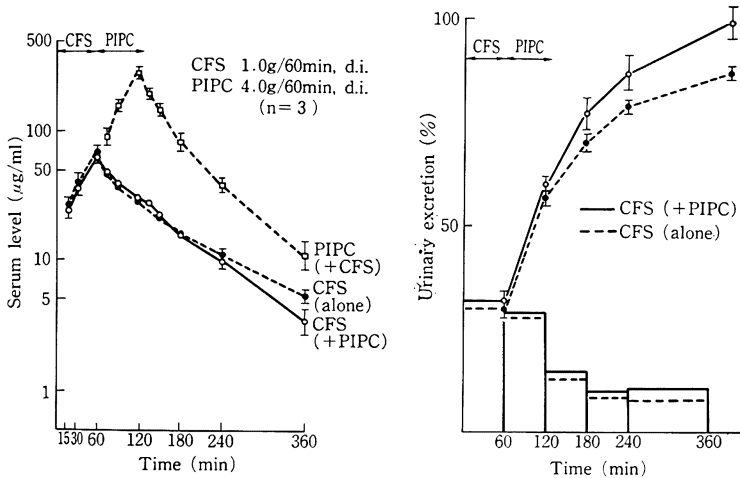 500
100
50
10
5
1
Serum level (μg/ml)
CFS PIPC
CFS 1.0g/60min, d.i.
PIPC 4.0g/60min, d.i.
(n=3)
PIPC
(+CFS)
CFS
(alone)
CFS
(+PIPC)
15 30 60 120 180 240 360
Time (min)
100
50
Urinary excretion (%)
CFS PIPC
CFS (+PIPC)
CFS (alone)
60 120 180 240 360
Time (min)